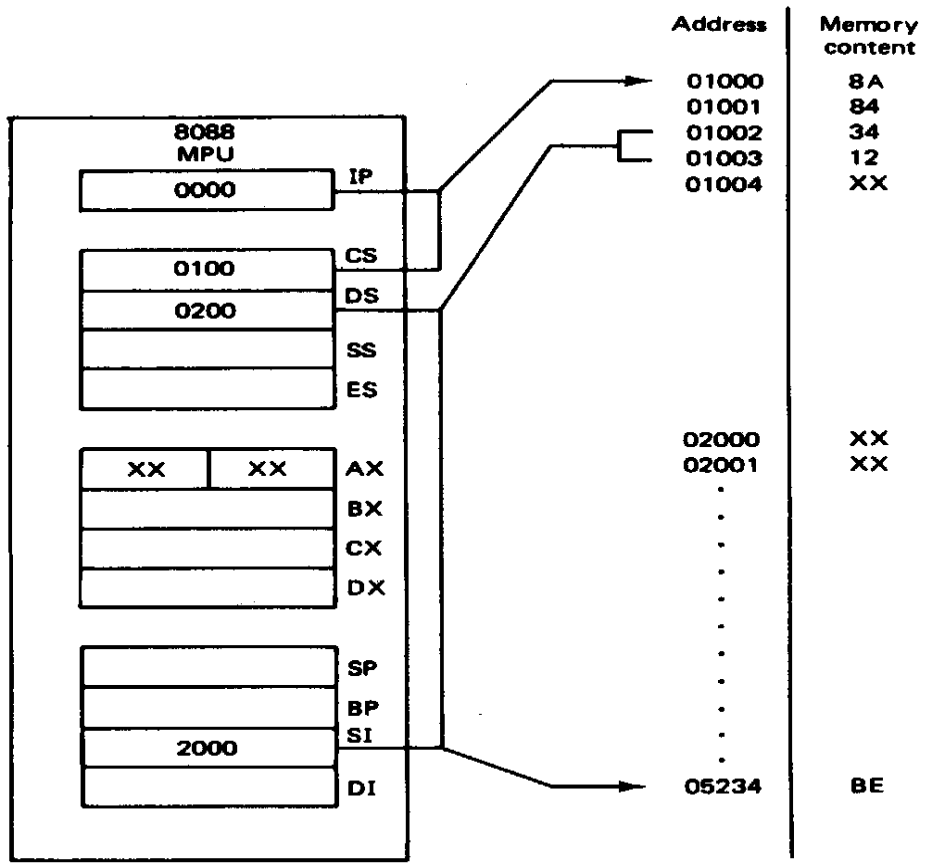 Address Memory
content
01000 8A
01001 84
01002 34
01003 12
01004 XX
8088
MPU
0000 IP
0100 CS
0200 DS
SS
ES
XX XX AX
BX
CX
DX
SP
BP
2000 SI
DI
02000 XX
02001 XX
05234 BE